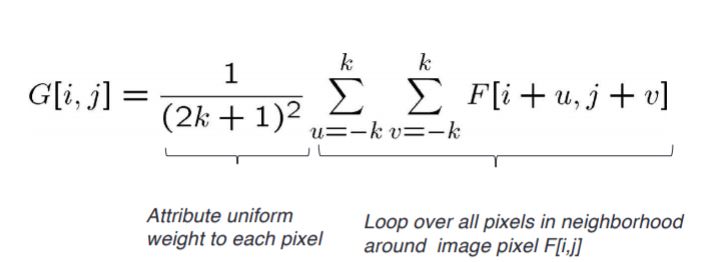 G[i, j] = \frac{1}{(2k + 1)^2} \sum_{u=-k}^{k} \sum_{v=-k}^{k} F[i + u, j + v]
Attribute uniform
weight to each pixel
Loop over all pixels in neighborhood
around image pixel F[i,j]